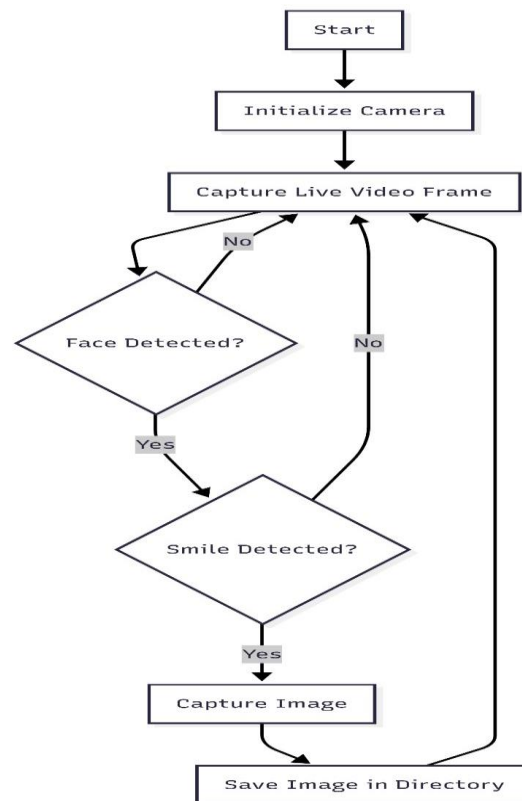 Start
Initialize Camera
Capture Live Video Frame
No
Face Detected?
No
Yes
Smile Detected?
Yes
Capture Image
Save Image in Directory